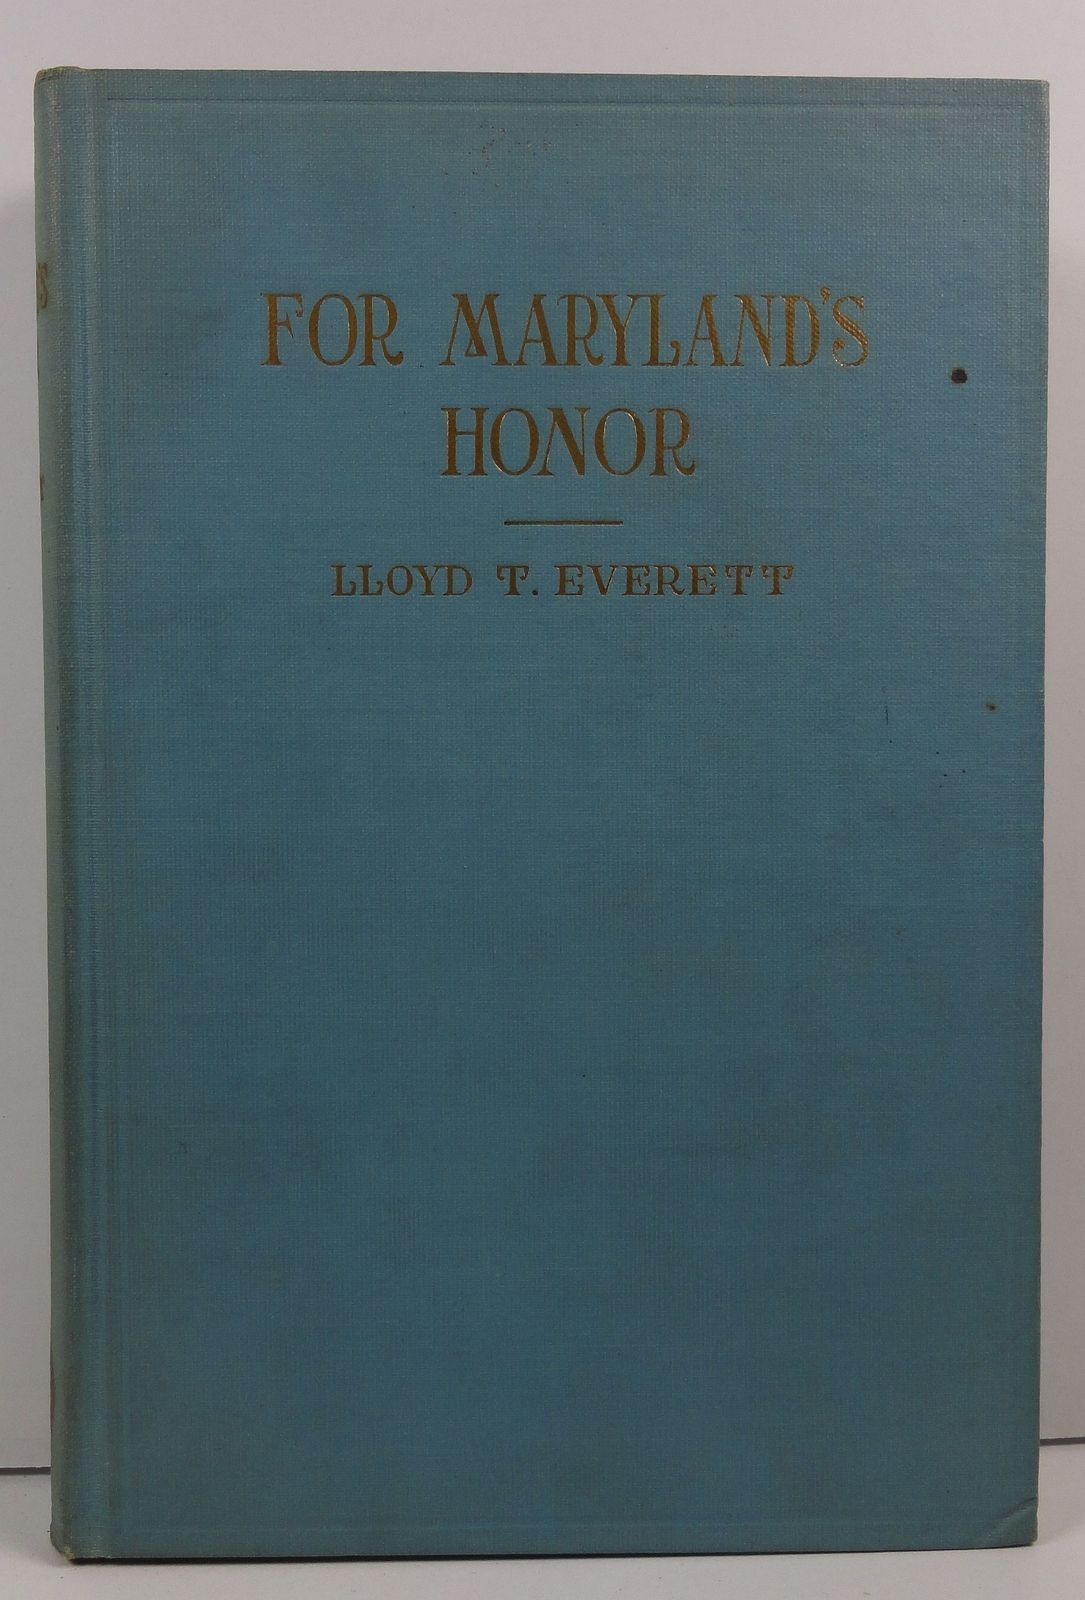 FOR MARYLAND'S
HONOR
LLOYD T. EVERETT